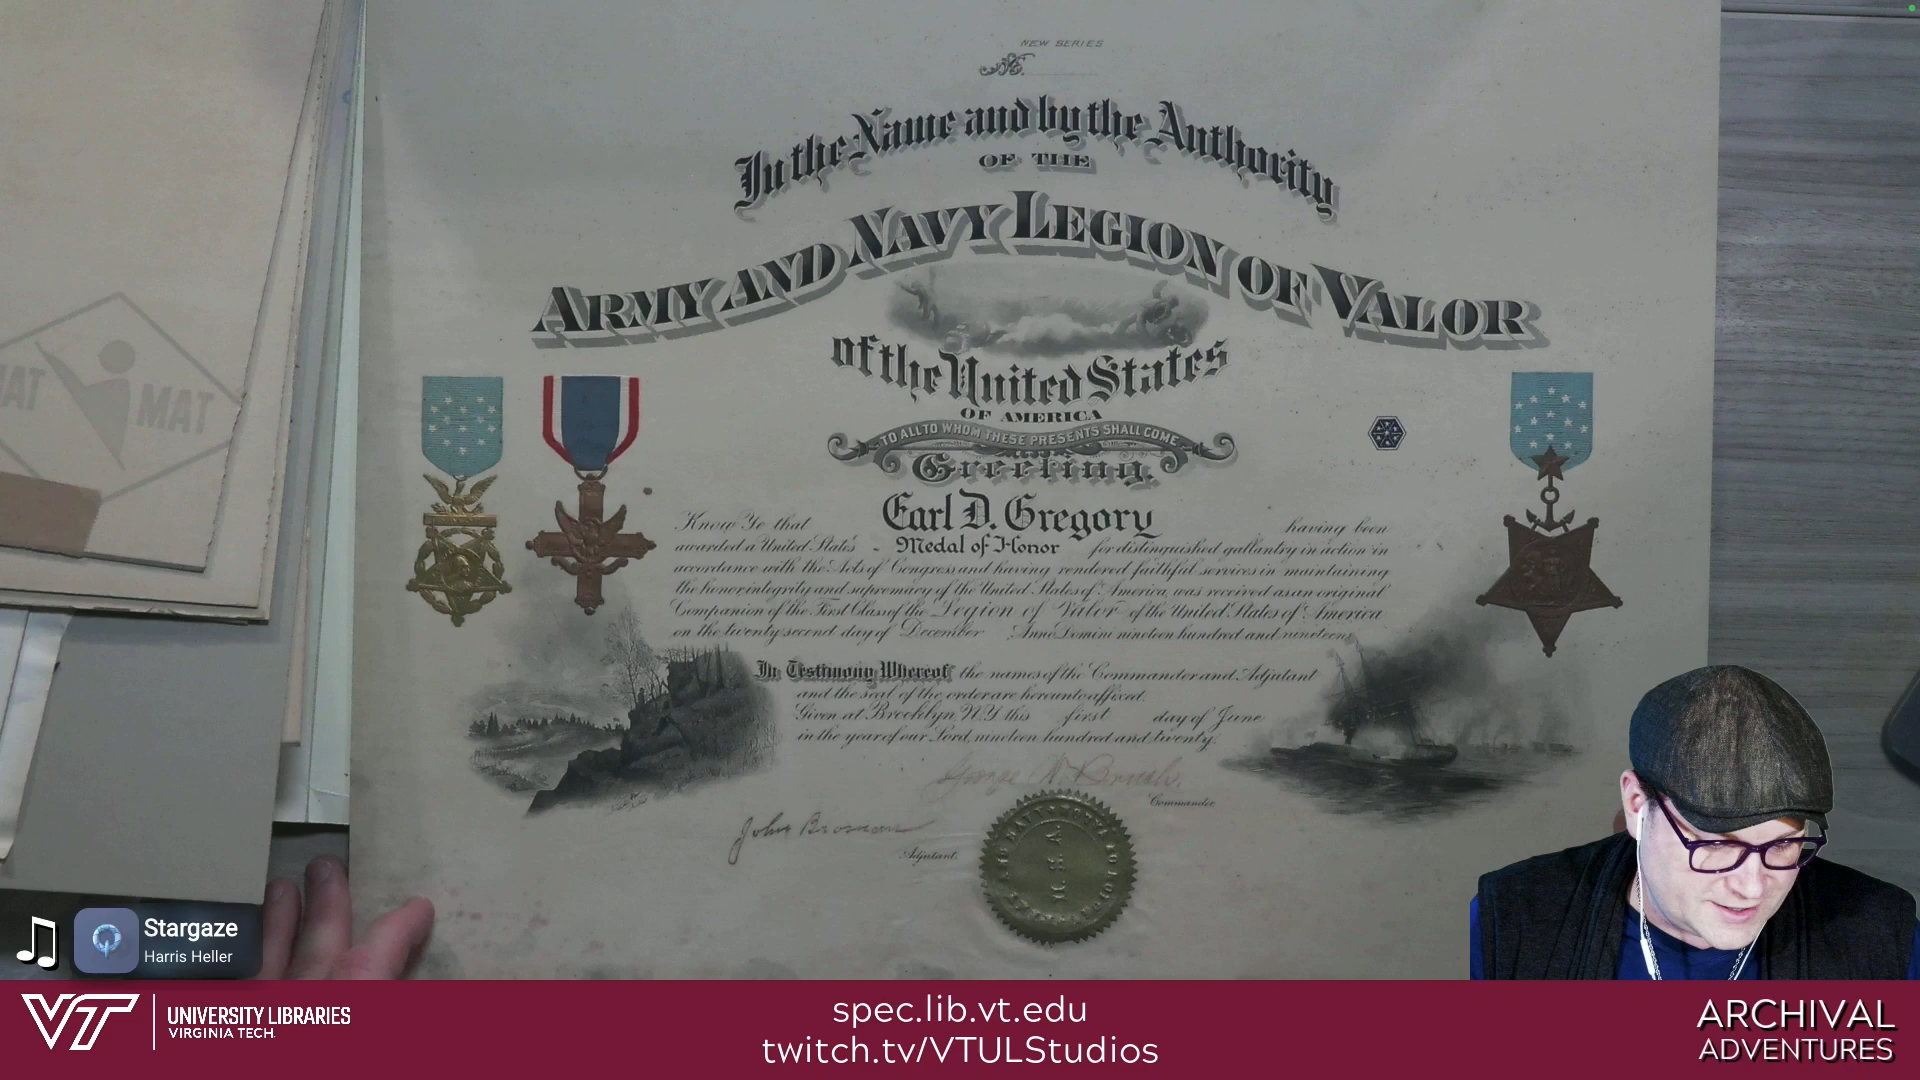 NEW SERIES
No.
In the Name and by the Authority
OF THE
ARMY AND NAVY LEGION OF VALOR
of the United States
OF AMERICA
TO ALL TO WHOM THESE PRESENTS SHALL COME
Greeting.
Know Ye that Earl D. Gregory having been
awarded a United States - Medal of Honor for distinguished gallantry in action in
accordance with the Acts of Congress and having rendered faithful services in maintaining
the honor, integrity and supremacy of the United States of America, was received as an original
Companion of the First Class of the Legion of Valor of the United States of America
on the twenty second day of December Anno Domini nineteen hundred and nineteen
In Testimony Whereof the names of the Commander and Adjutant
and the seal of the order are hereunto affixed.
Given at Brooklyn, N.Y. this first day of June
in the year of our Lord, nineteen hundred and twenty.
George W. Brush.
Commander
John Brosnan
Adjutant.
U.S.A.
MAT
Stargaze
Harris Heller
VT UNIVERSITY LIBRARIES
VIRGINIA TECH
spec.lib.vt.edu
twitch.tv/VTULStudios
ARCHIVAL
ADVENTURES